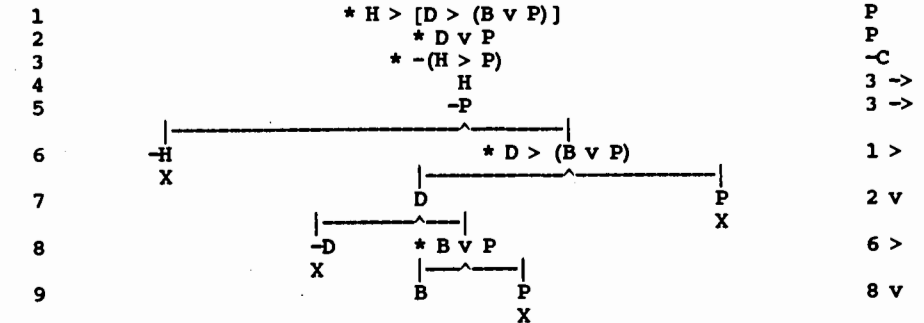 1 * H > [D > (B v P)] P
2 * D v P P
3 * -(H > P) -C
4 H 3 ->
5 -P 3 ->
6 -H * D > (B v P) 1 >
X
7 D P 2 v
X
8 -D * B v P 6 >
X
9 B P 8 v
X